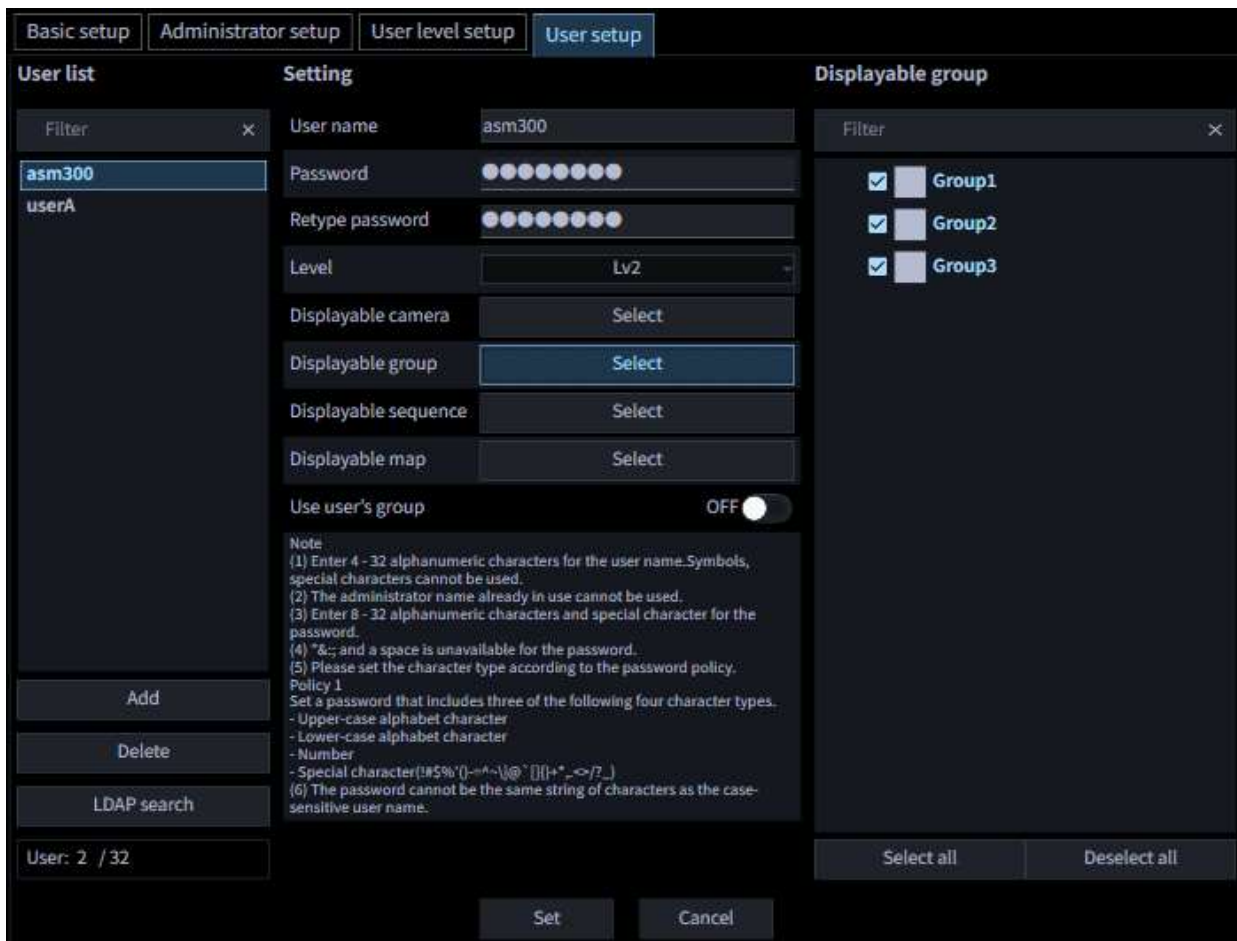 Basic setup
Administrator setup
User level setup
User setup
User list
Filter
×
asm300
userA
Add
Delete
LDAP search
User: 2 / 32
Setting
User name
asm300
Password
●●●●●●●●
Retype password
●●●●●●●●
Level
Lv2
Displayable camera
Select
Displayable group
Select
Displayable sequence
Select
Displayable map
Select
Use user's group
OFF
Note
(1) Enter 4 - 32 alphanumeric characters for the user name.Symbols,
special characters cannot be used.
(2) The administrator name already in use cannot be used.
(3) Enter 8 - 32 alphanumeric characters and special character for the
password.
(4) "&:; and a space is unavailable for the password.
(5) Please set the character type according to the password policy.
Policy 1
Set a password that includes three of the following four character types.
- Upper-case alphabet character
- Lower-case alphabet character
- Number
- Special character(!#$%'()-=^~\|@`[]{}+*,.<>/?_)
(6) The password cannot be the same string of characters as the case-
sensitive user name.
Displayable group
Filter
×
Group1
Group2
Group3
Select all
Deselect all
Set
Cancel